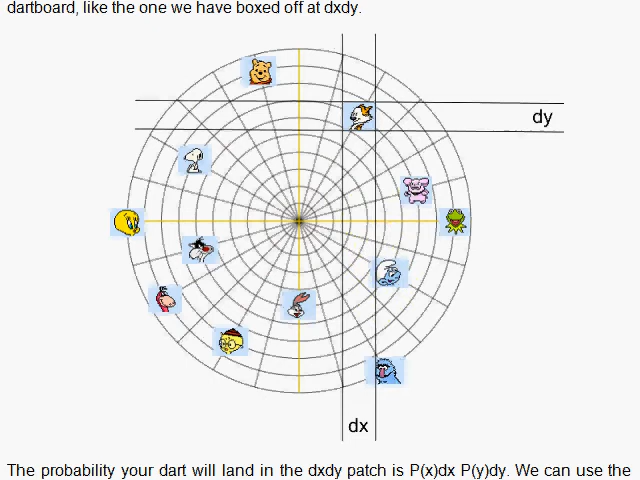 dartboard, like the one we have boxed off at dxdy.
dy
dx
The probability your dart will land in the dxdy patch is P(x)dx P(y)dy. We can use the